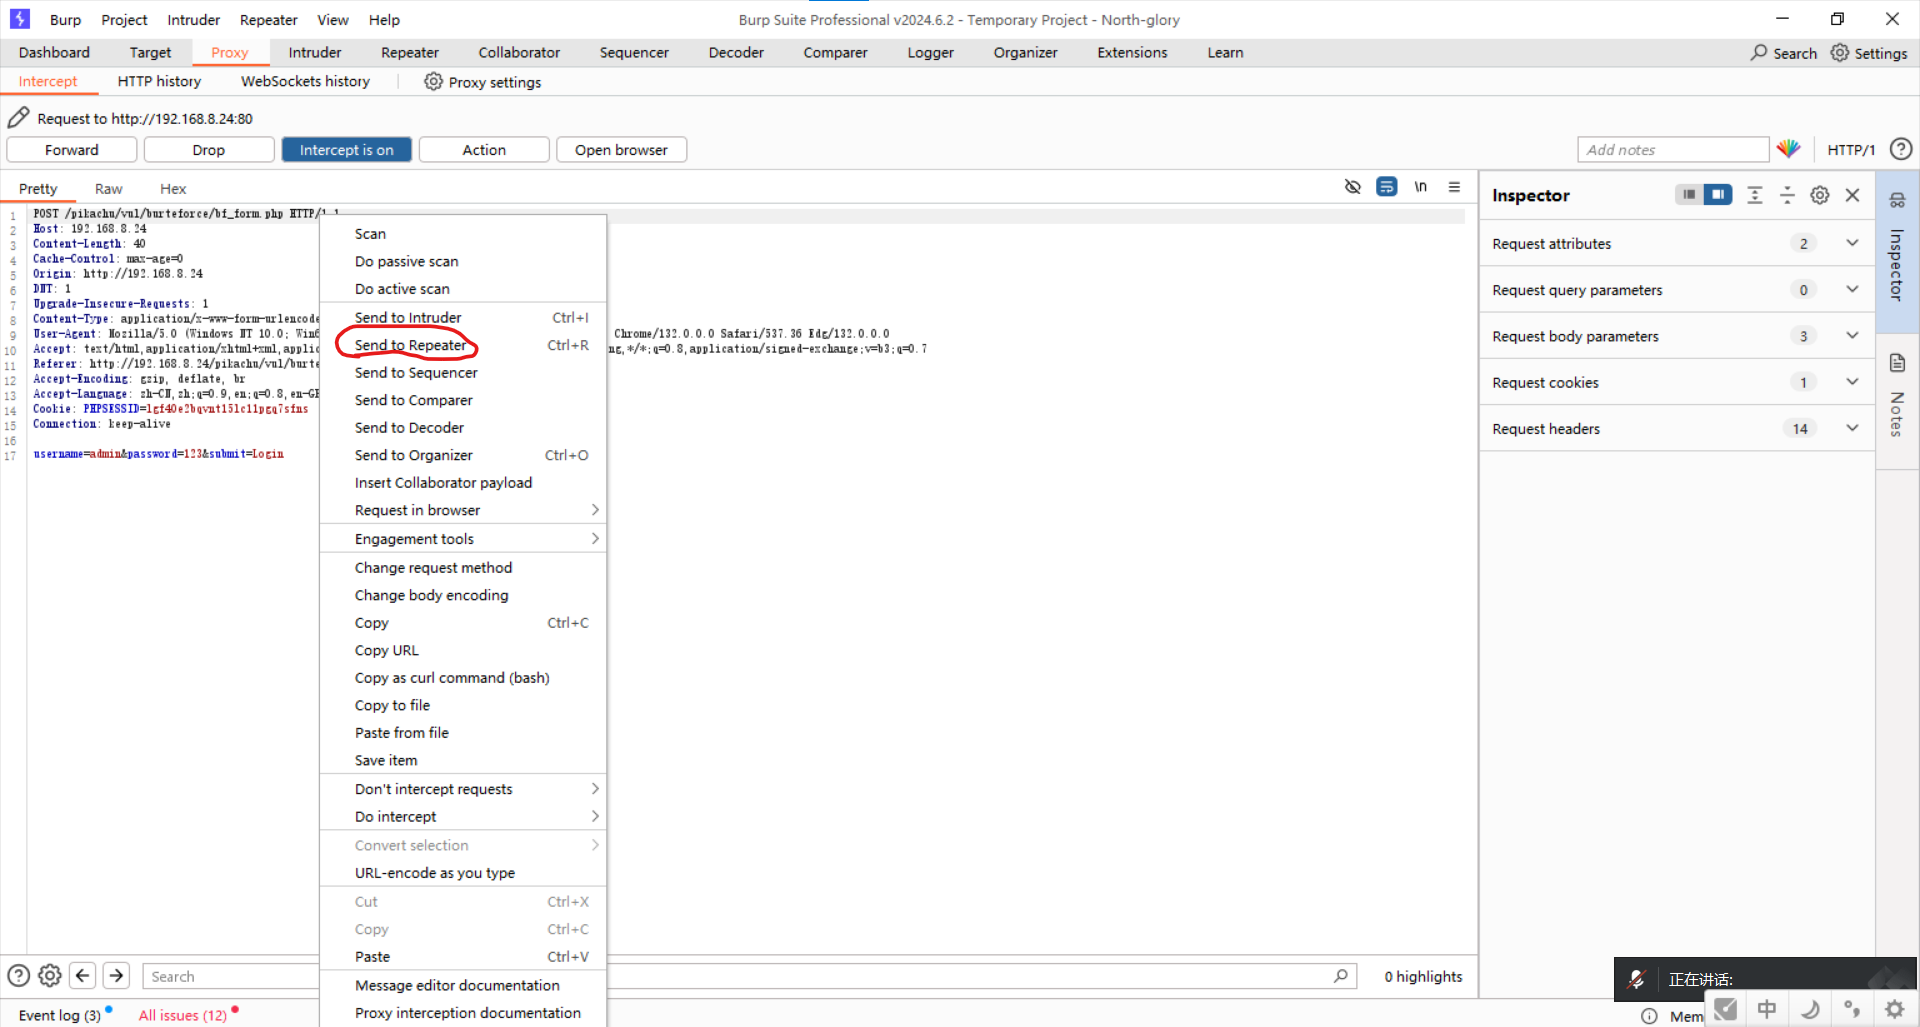 Burp Project Intruder Repeater View Help
Burp Suite Professional v2024.6.2 - Temporary Project - North-glory
Dashboard Target Proxy Intruder Repeater Collaborator Sequencer Decoder Comparer Logger Organizer Extensions Learn
Search Settings
Intercept HTTP history WebSockets history Proxy settings
Request to http://192.168.8.24:80
Forward Drop Intercept is on Action Open browser
Add notes HTTP/1
Pretty Raw Hex
\n
1 POST /pikachu/vul/burteforce/bf_form.php HTTP/1.1
2 Host: 192.168.8.24
3 Content-Length: 40
4 Cache-Control: max-age=0
5 Origin: http://192.168.8.24
6 DNT: 1
7 Upgrade-Insecure-Requests: 1
8 Content-Type: application/x-www-form-urlencode
9 User-Agent: Mozilla/5.0 (Windows NT 10.0; Win6 Chrome/132.0.0.0 Safari/537.36 Edg/132.0.0.0
10 Accept: text/html,application/xhtml+xml,applic ng,*/*;q=0.8,application/signed-exchange;v=b3;q=0.7
11 Referer: http://192.168.8.24/pikachu/vul/burte
12 Accept-Encoding: gzip, deflate, br
13 Accept-Language: zh-CN,zh;q=0.9,en;q=0.8,en-GB
14 Cookie: PHPSESSID=lgf40e2bqvnt15lc1lpgq7sfns
15 Connection: keep-alive
16
17 username=admin&password=123&submit=Login
Scan
Do passive scan
Do active scan
Send to Intruder Ctrl+I
Send to Repeater Ctrl+R
Send to Sequencer
Send to Comparer
Send to Decoder
Send to Organizer Ctrl+O
Insert Collaborator payload
Request in browser
Engagement tools
Change request method
Change body encoding
Copy Ctrl+C
Copy URL
Copy as curl command (bash)
Copy to file
Paste from file
Save item
Don't intercept requests
Do intercept
Convert selection
URL-encode as you type
Cut Ctrl+X
Copy Ctrl+C
Paste Ctrl+V
Message editor documentation
Proxy interception documentation
Inspector
Request attributes 2
Request query parameters 0
Request body parameters 3
Request cookies 1
Request headers 14
Inspector
Notes
Search
0 highlights
Event log (3) All issues (12)
正在讲话:
Mem
中